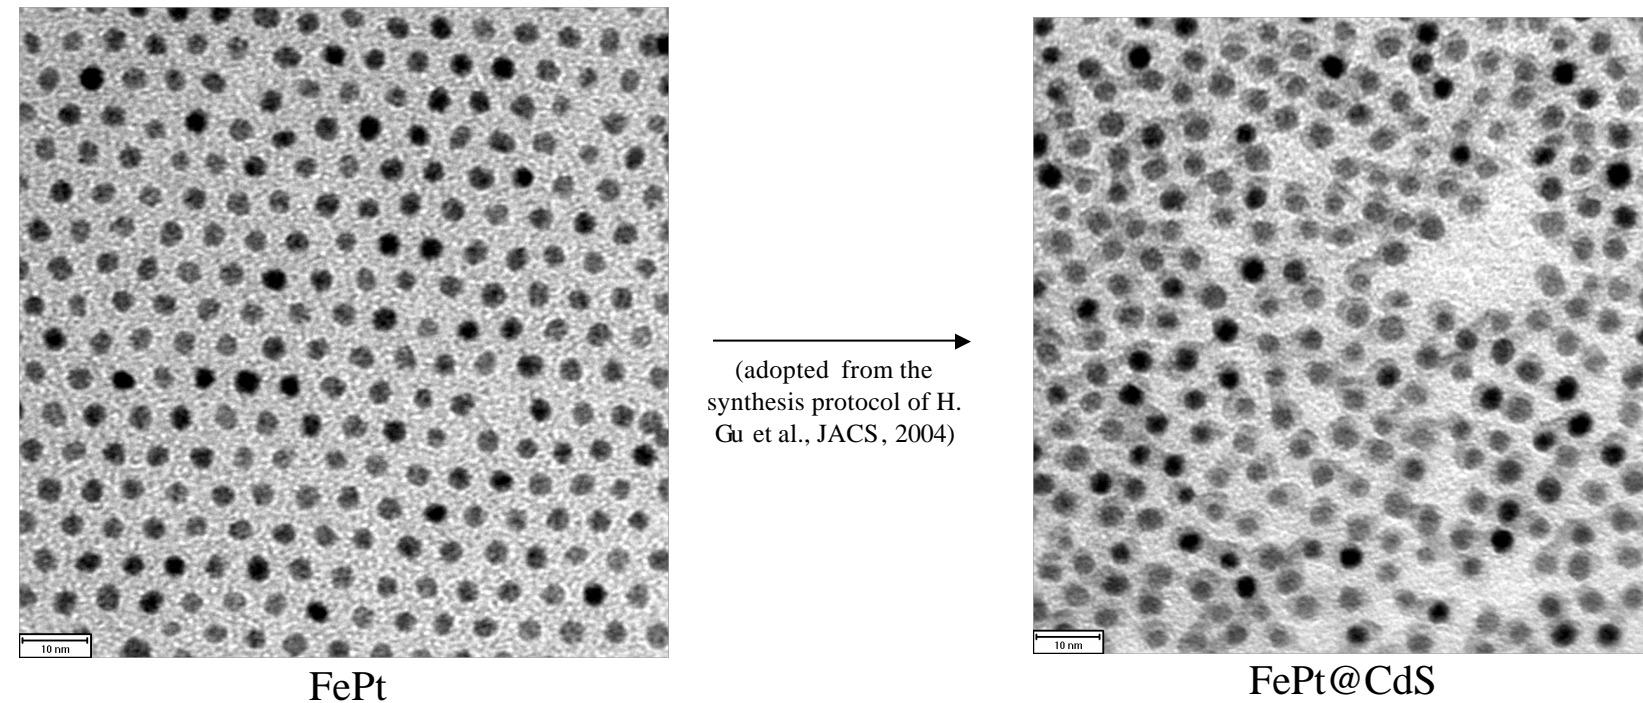 (adopted from the
synthesis protocol of H.
Gu et al., JACS, 2004)
10 nm
10 nm
FePt
FePt@CdS